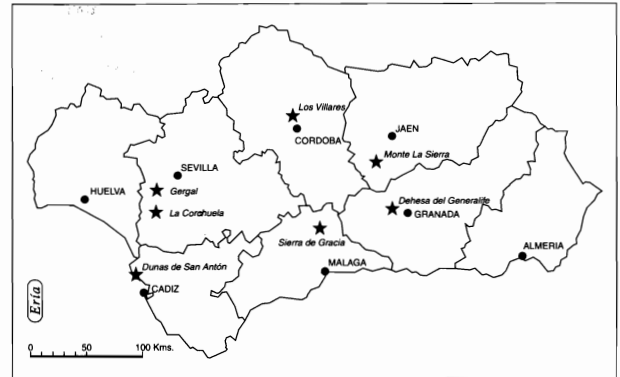 Los Villares
CORDOBA
JAEN
Monte La Sierra
SEVILLA
Gergal
HUELVA
La Corchuela
Dehesa del Generalife
GRANADA
Sierra de Gracia
ALMERIA
Dunas de San Antón
MALAGA
CADIZ
Ería
0 50 100 Kms.